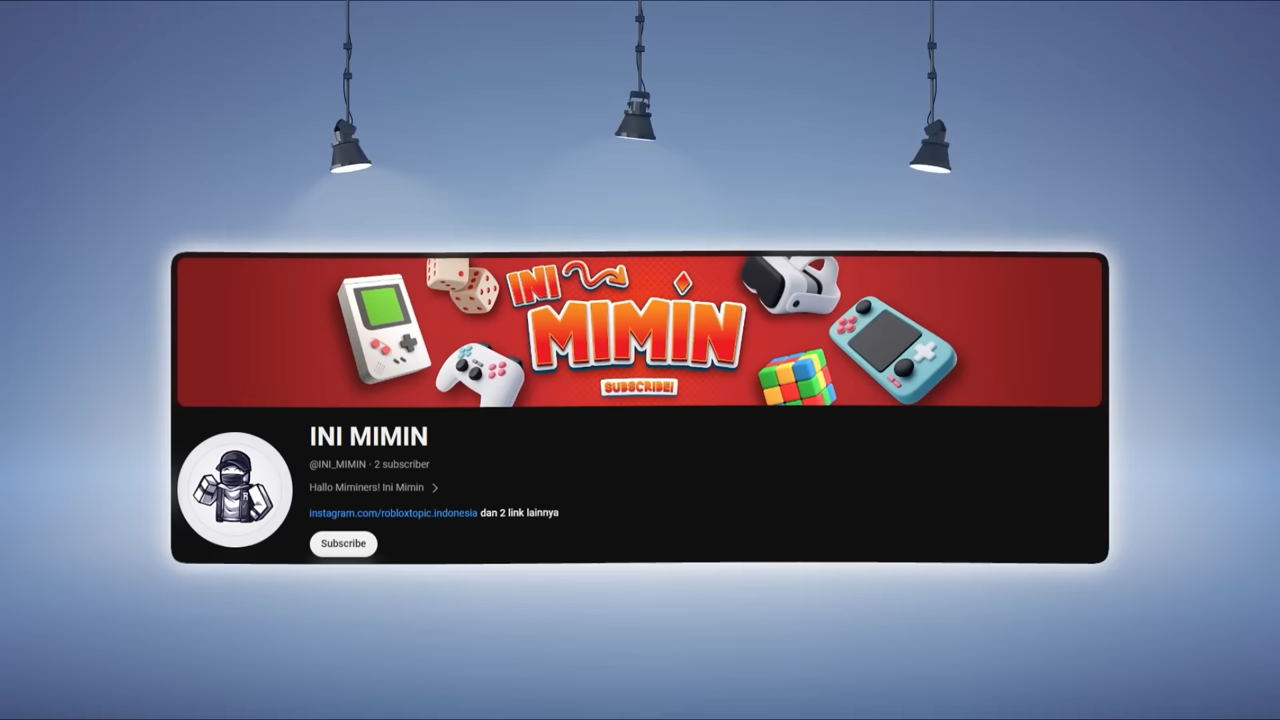 INI
MIMIN
SUBSCRIBE!
INI MIMIN
@INI_MIMIN · 2 subscriber
Hallo Miminers! Ini Mimin
instagram.com/robloxtopic.indonesia dan 2 link lainnya
Subscribe